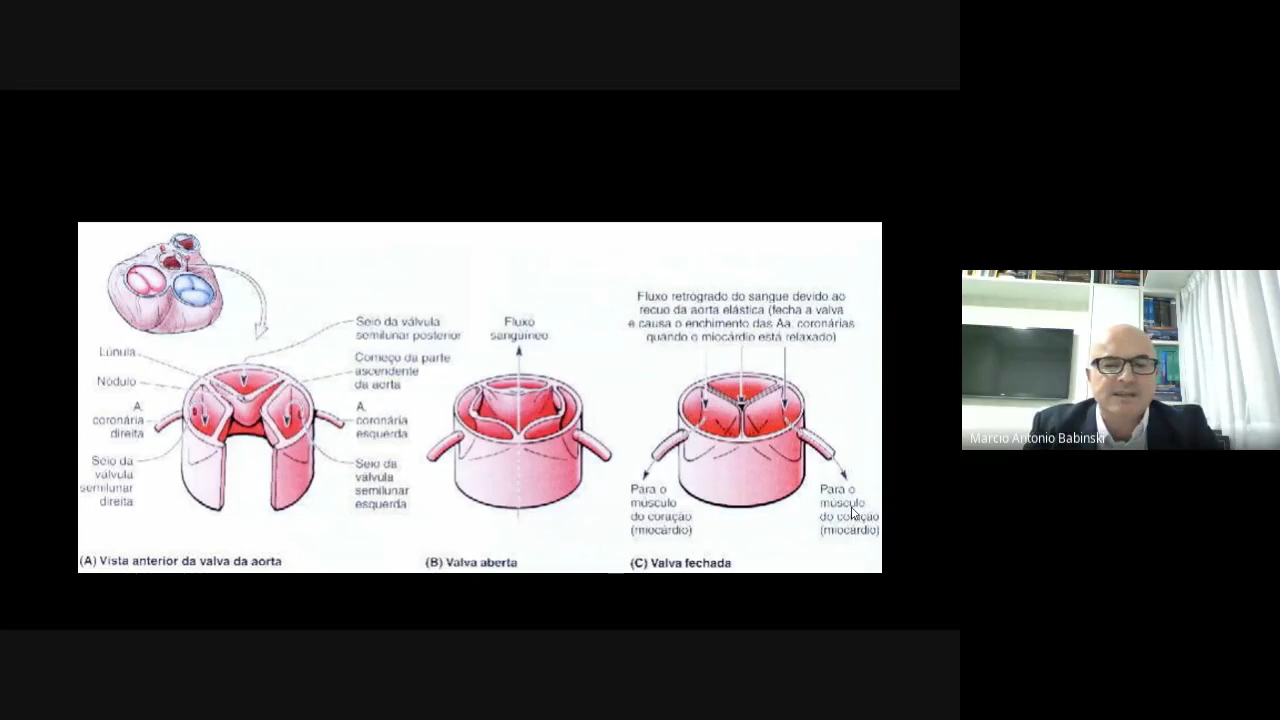 Seio da válvula
semilunar posterior
Lúnula
Começo da parte
ascendente
da aorta
Nódulo
A.
coronária
direita
A.
coronária
esquerda
Seio da
válvula
semilunar
direita
Seio da
válvula
semilunar
esquerda
(A) Vista anterior da valva da aorta
Fluxo
sanguíneo
(B) Valva aberta
Fluxo retrógrado do sangue devido ao
recuo da aorta elástica (fecha a valva
e causa o enchimento das Aa. coronárias
quando o miocárdio está relaxado)
Para o
músculo
do coração
(miocárdio)
Para o
músculo
do coração
(miocárdio)
(C) Valva fechada
Marcio Antonio Babinski